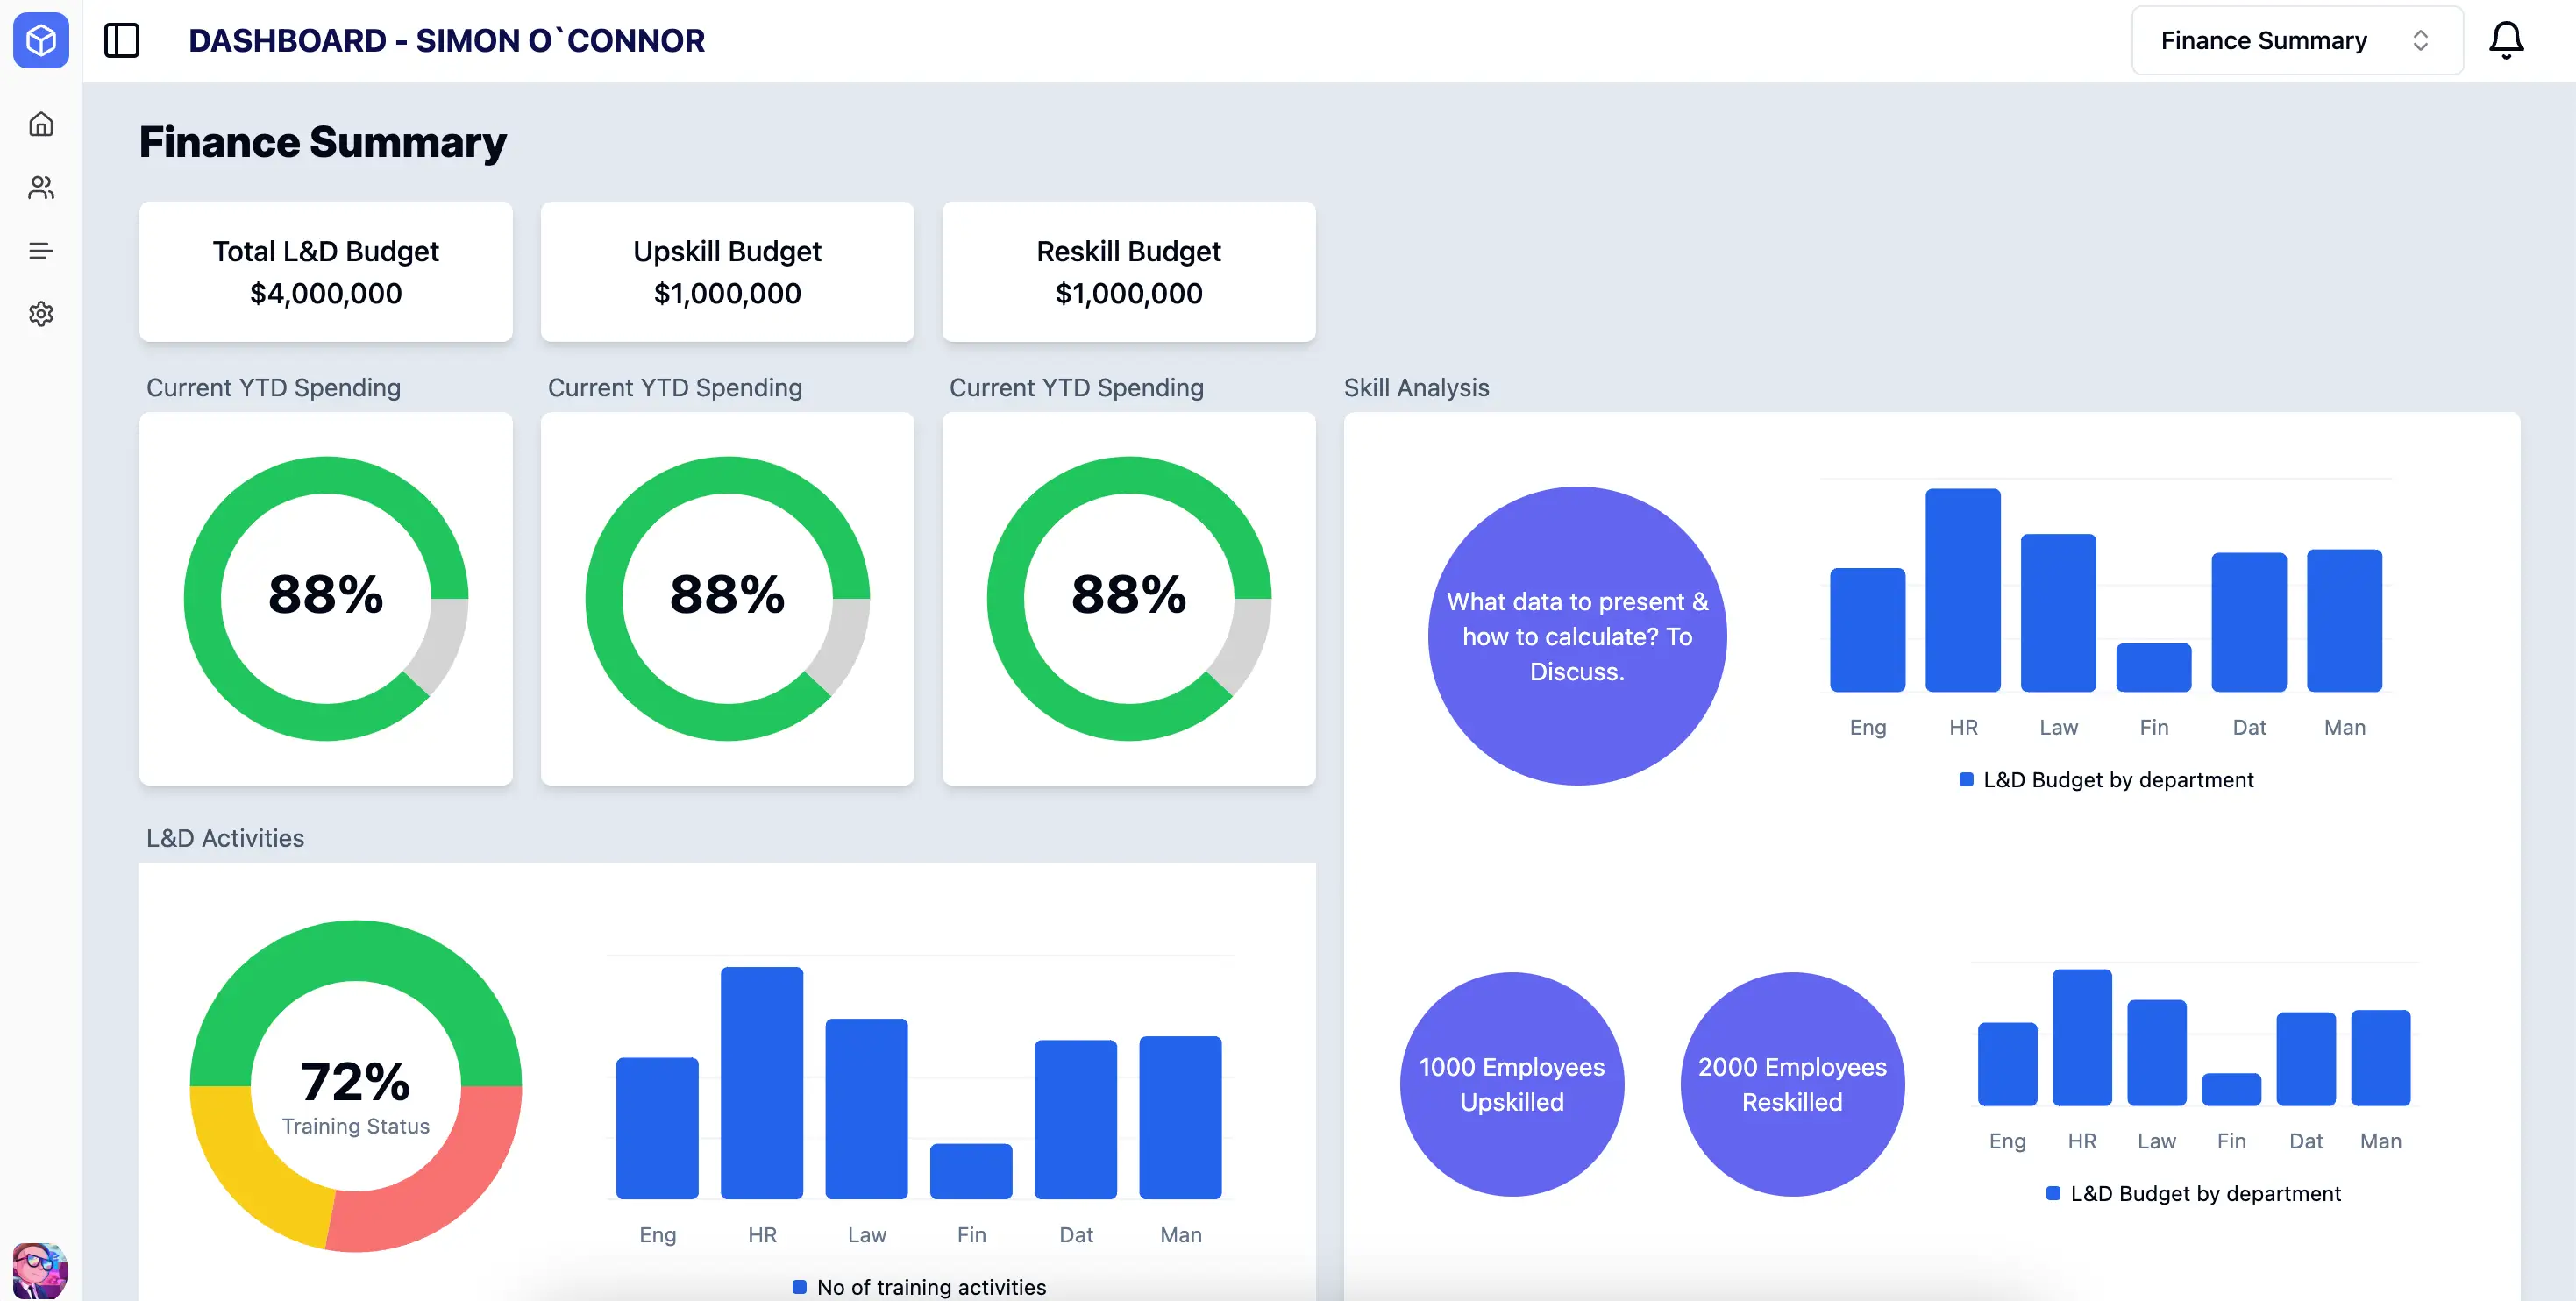 DASHBOARD - SIMON O`CONNOR
Finance Summary
Finance Summary
Total L&D Budget
$4,000,000
Upskill Budget
$1,000,000
Reskill Budget
$1,000,000
Current YTD Spending
Current YTD Spending
Current YTD Spending
Skill Analysis
88%
88%
88%
What data to present &
how to calculate? To
Discuss.
Eng HR Law Fin Dat Man
L&D Budget by department
L&D Activities
72%
Training Status
Eng HR Law Fin Dat Man
No of training activities
1000 Employees
Upskilled
2000 Employees
Reskilled
Eng HR Law Fin Dat Man
L&D Budget by department